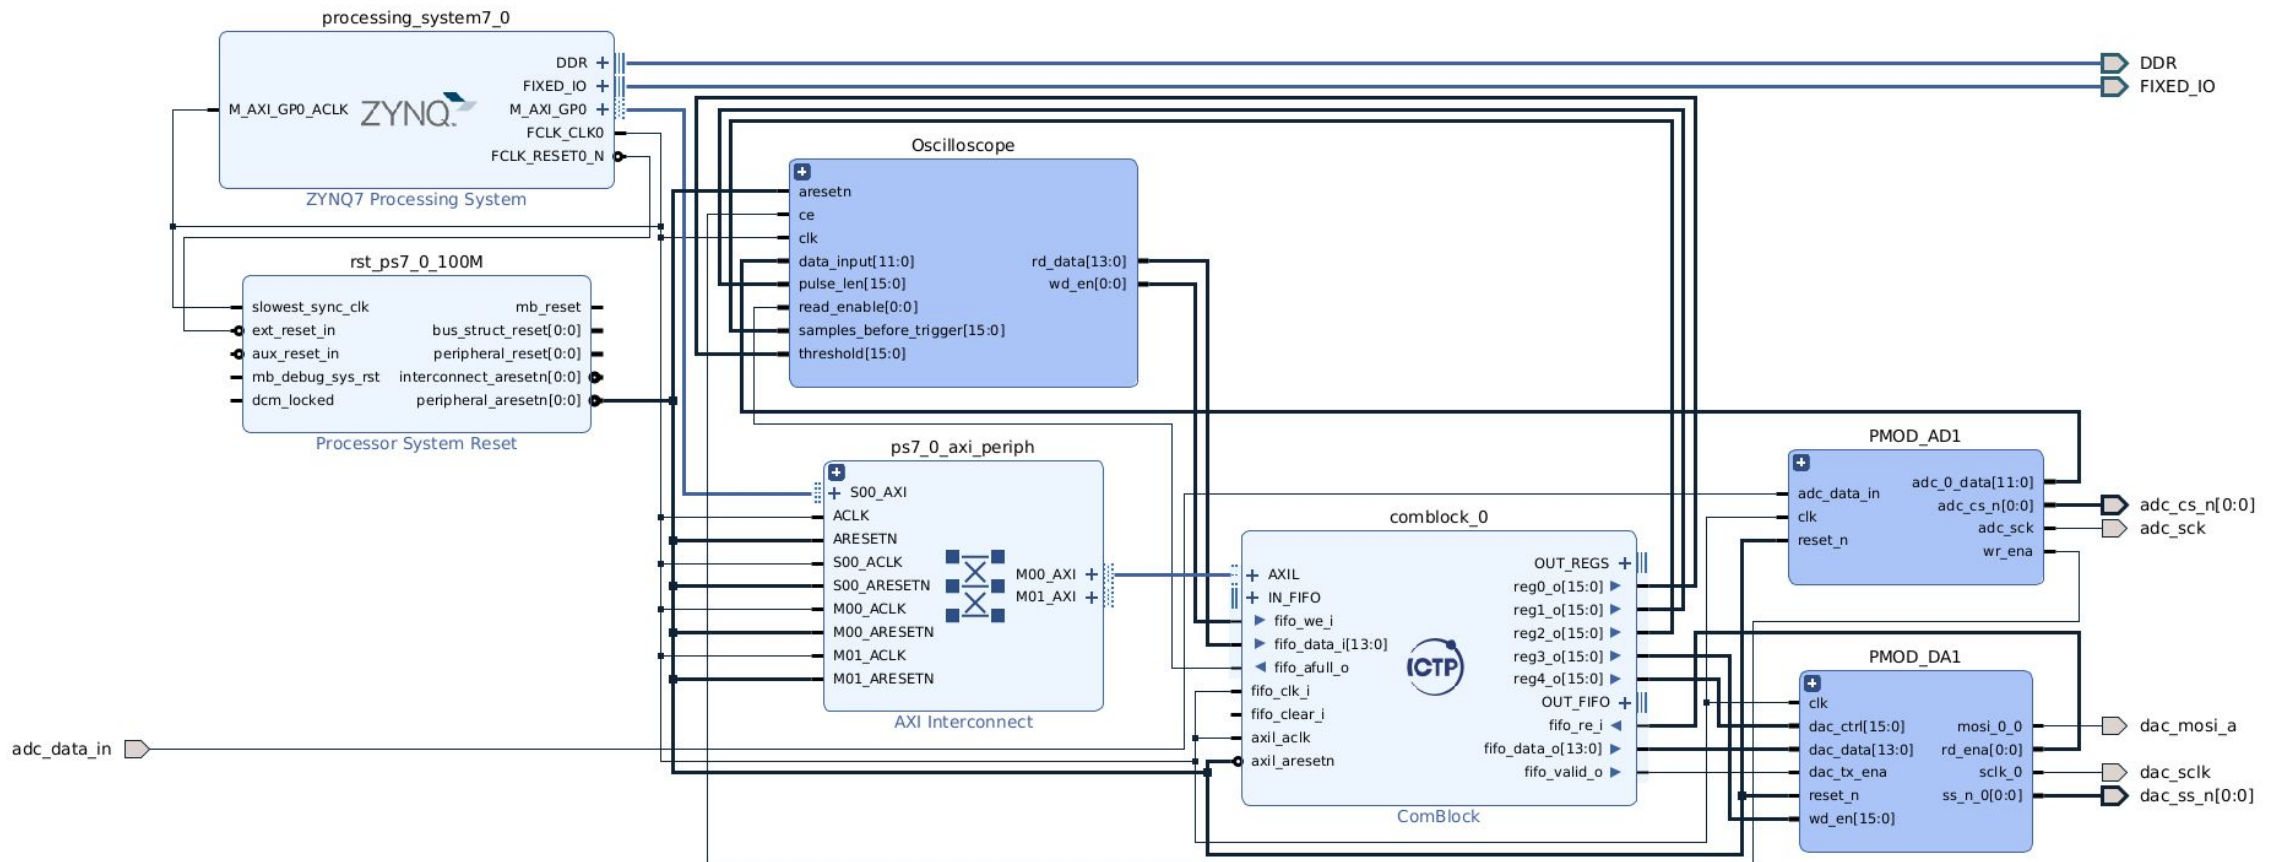 processing_system7_0
DDR
FIXED_IO
M_AXI_GP0_ACLK
ZYNQ
M_AXI_GP0
FCLK_CLK0
FCLK_RESET0_N
ZYNQ7 Processing System
DDR
FIXED_IO
rst_ps7_0_100M
slowest_sync_clk
ext_reset_in
aux_reset_in
mb_debug_sys_rst
dcm_locked
mb_reset
bus_struct_reset[0:0]
peripheral_reset[0:0]
interconnect_aresetn[0:0]
peripheral_aresetn[0:0]
Processor System Reset
Oscilloscope
aresetn
ce
clk
data_input[11:0]
pulse_len[15:0]
read_enable[0:0]
samples_before_trigger[15:0]
threshold[15:0]
rd_data[13:0]
wd_en[0:0]
ps7_0_axi_periph
S00_AXI
ACLK
ARESETN
S00_ACLK
S00_ARESETN
M00_ACLK
M00_ARESETN
M01_ACLK
M01_ARESETN
M00_AXI
M01_AXI
AXI Interconnect
adc_data_in
comblock_0
AXIL
IN_FIFO
fifo_we_i
fifo_data_i[13:0]
fifo_afull_o
fifo_clk_i
fifo_clear_i
axil_aclk
axil_aresetn
ICTP
OUT_REGS
reg0_o[15:0]
reg1_o[15:0]
reg2_o[15:0]
reg3_o[15:0]
reg4_o[15:0]
OUT_FIFO
fifo_re_i
fifo_data_o[13:0]
fifo_valid_o
ComBlock
PMOD_AD1
adc_data_in
clk
reset_n
adc_0_data[11:0]
adc_cs_n[0:0]
adc_sck
wr_ena
adc_cs_n[0:0]
adc_sck
PMOD_DA1
clk
dac_ctrl[15:0]
dac_data[13:0]
dac_tx_ena
reset_n
wd_en[15:0]
mosi_0_0
rd_ena[0:0]
sclk_0
ss_n_0[0:0]
dac_mosi_a
dac_sclk
dac_ss_n[0:0]